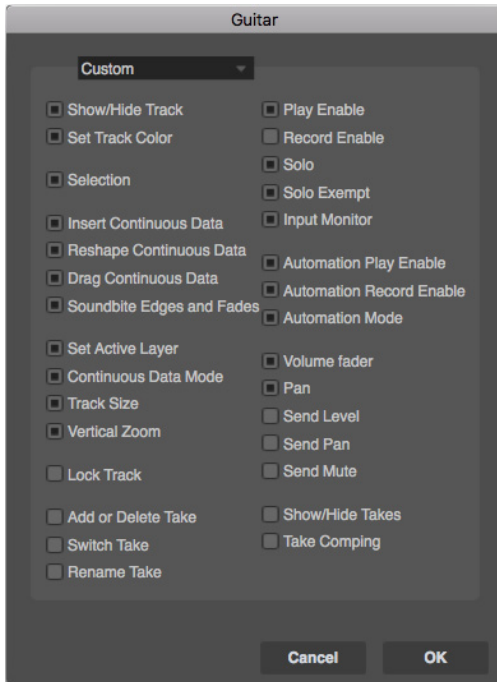 Guitar
Custom
Show/Hide Track
Set Track Color
Selection
Insert Continuous Data
Reshape Continuous Data
Drag Continuous Data
Soundbite Edges and Fades
Set Active Layer
Continuous Data Mode
Track Size
Vertical Zoom
Lock Track
Add or Delete Take
Switch Take
Rename Take
Play Enable
Record Enable
Solo
Solo Exempt
Input Monitor
Automation Play Enable
Automation Record Enable
Automation Mode
Volume fader
Pan
Send Level
Send Pan
Send Mute
Show/Hide Takes
Take Comping
Cancel
OK